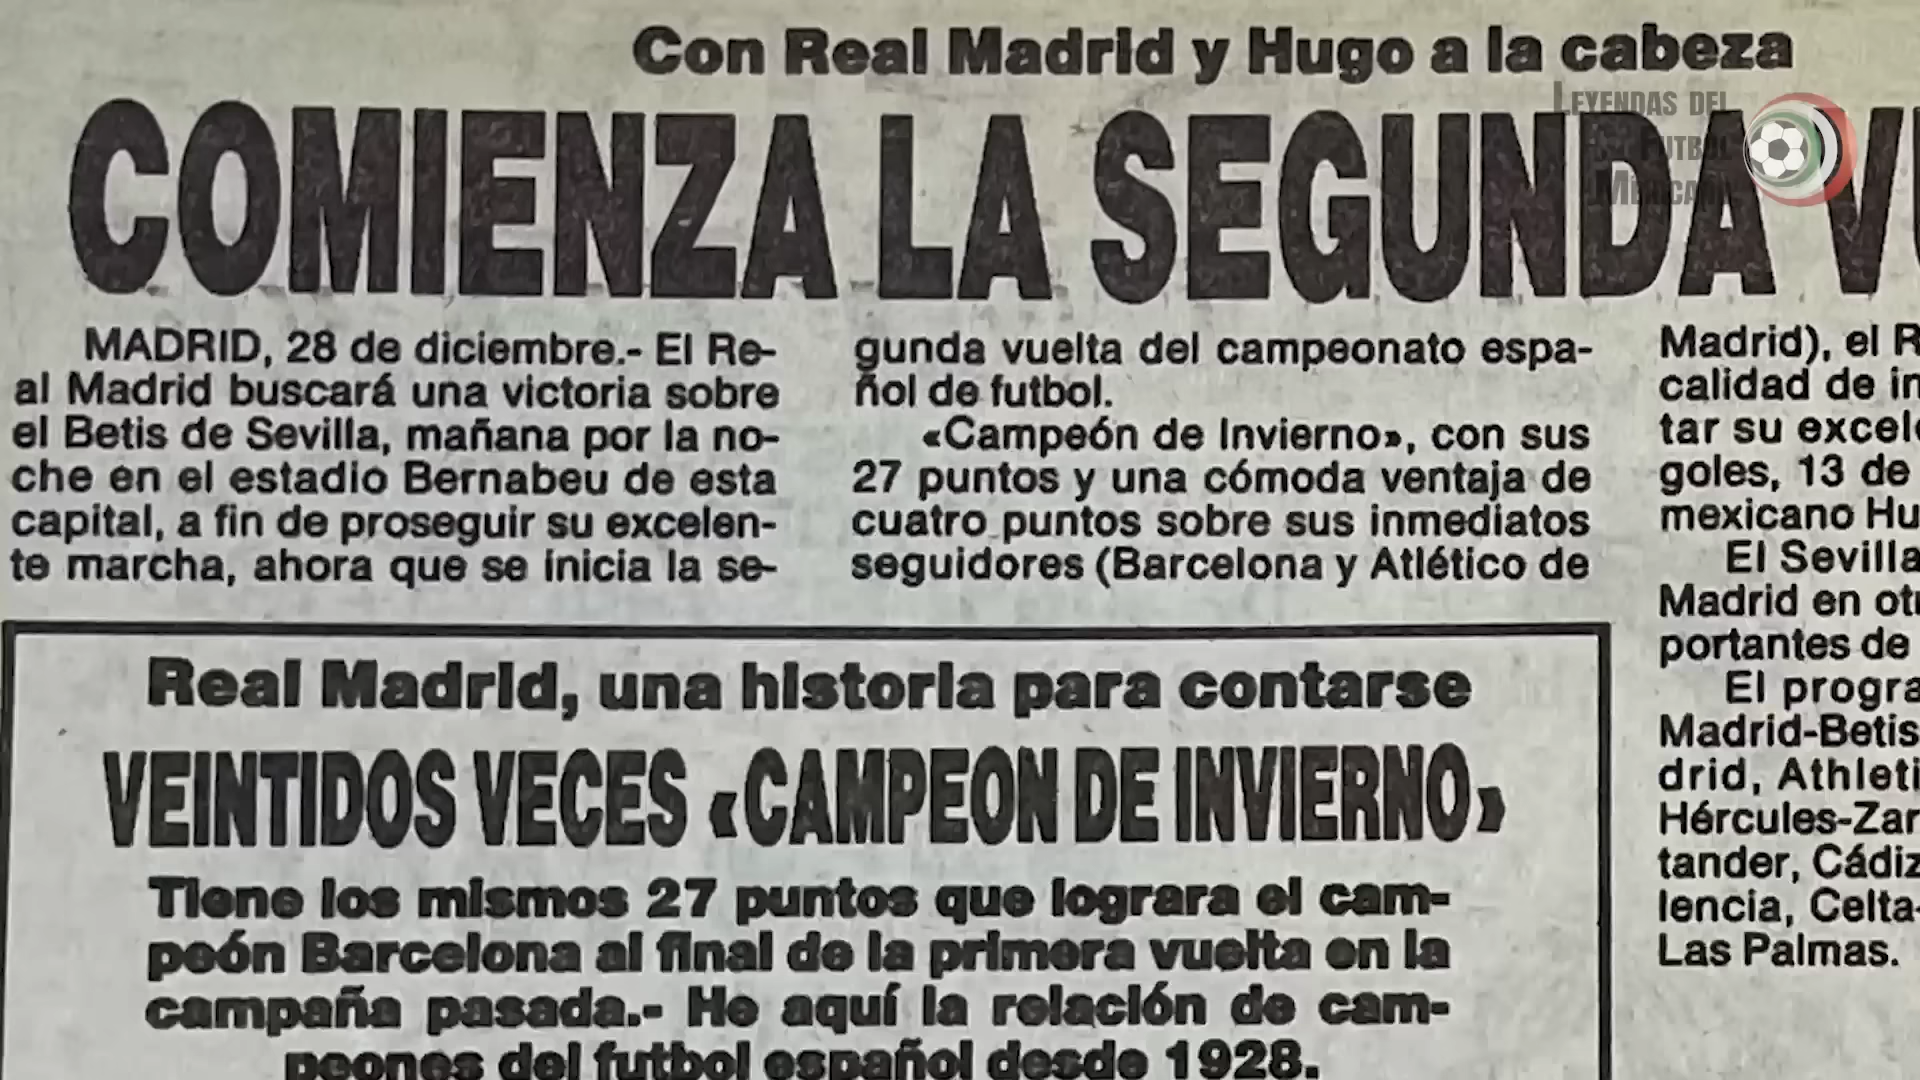 Con Real Madrid y Hugo a la cabeza
COMIENZA LA SEGUNDA
LEYENDAS DEL
FUTBOL
MEXICANO
MADRID, 28 de diciembre.- El Re-
al Madrid buscará una victoria sobre
el Betis de Sevilla, mañana por la no-
che en el estadio Bernabeu de esta
capital, a fin de proseguir su excelen-
te marcha, ahora que se inicia la se-
gunda vuelta del campeonato espa-
ñol de futbol.
«Campeón de Invierno», con sus
27 puntos y una cómoda ventaja de
cuatro puntos sobre sus inmediatos
seguidores (Barcelona y Atlético de
Madrid), el R
calidad de in
tar su excel
goles, 13 de
mexicano Hu
El Sevilla
Madrid en ot
portantes de
El progra
Madrid-Betis
drid, Athleti
Hércules-Zar
tander, Cádiz
lencia, Celta-
Las Palmas.
Real Madrid, una historia para contarse
VEINTIDOS VECES «CAMPEON DE INVIERNO»
Tiene los mismos 27 puntos que lograra el cam-
peón Barcelona al final de la primera vuelta en la
campaña pasada.- He aquí la relación de cam-
peones del futbol español desde 1928.